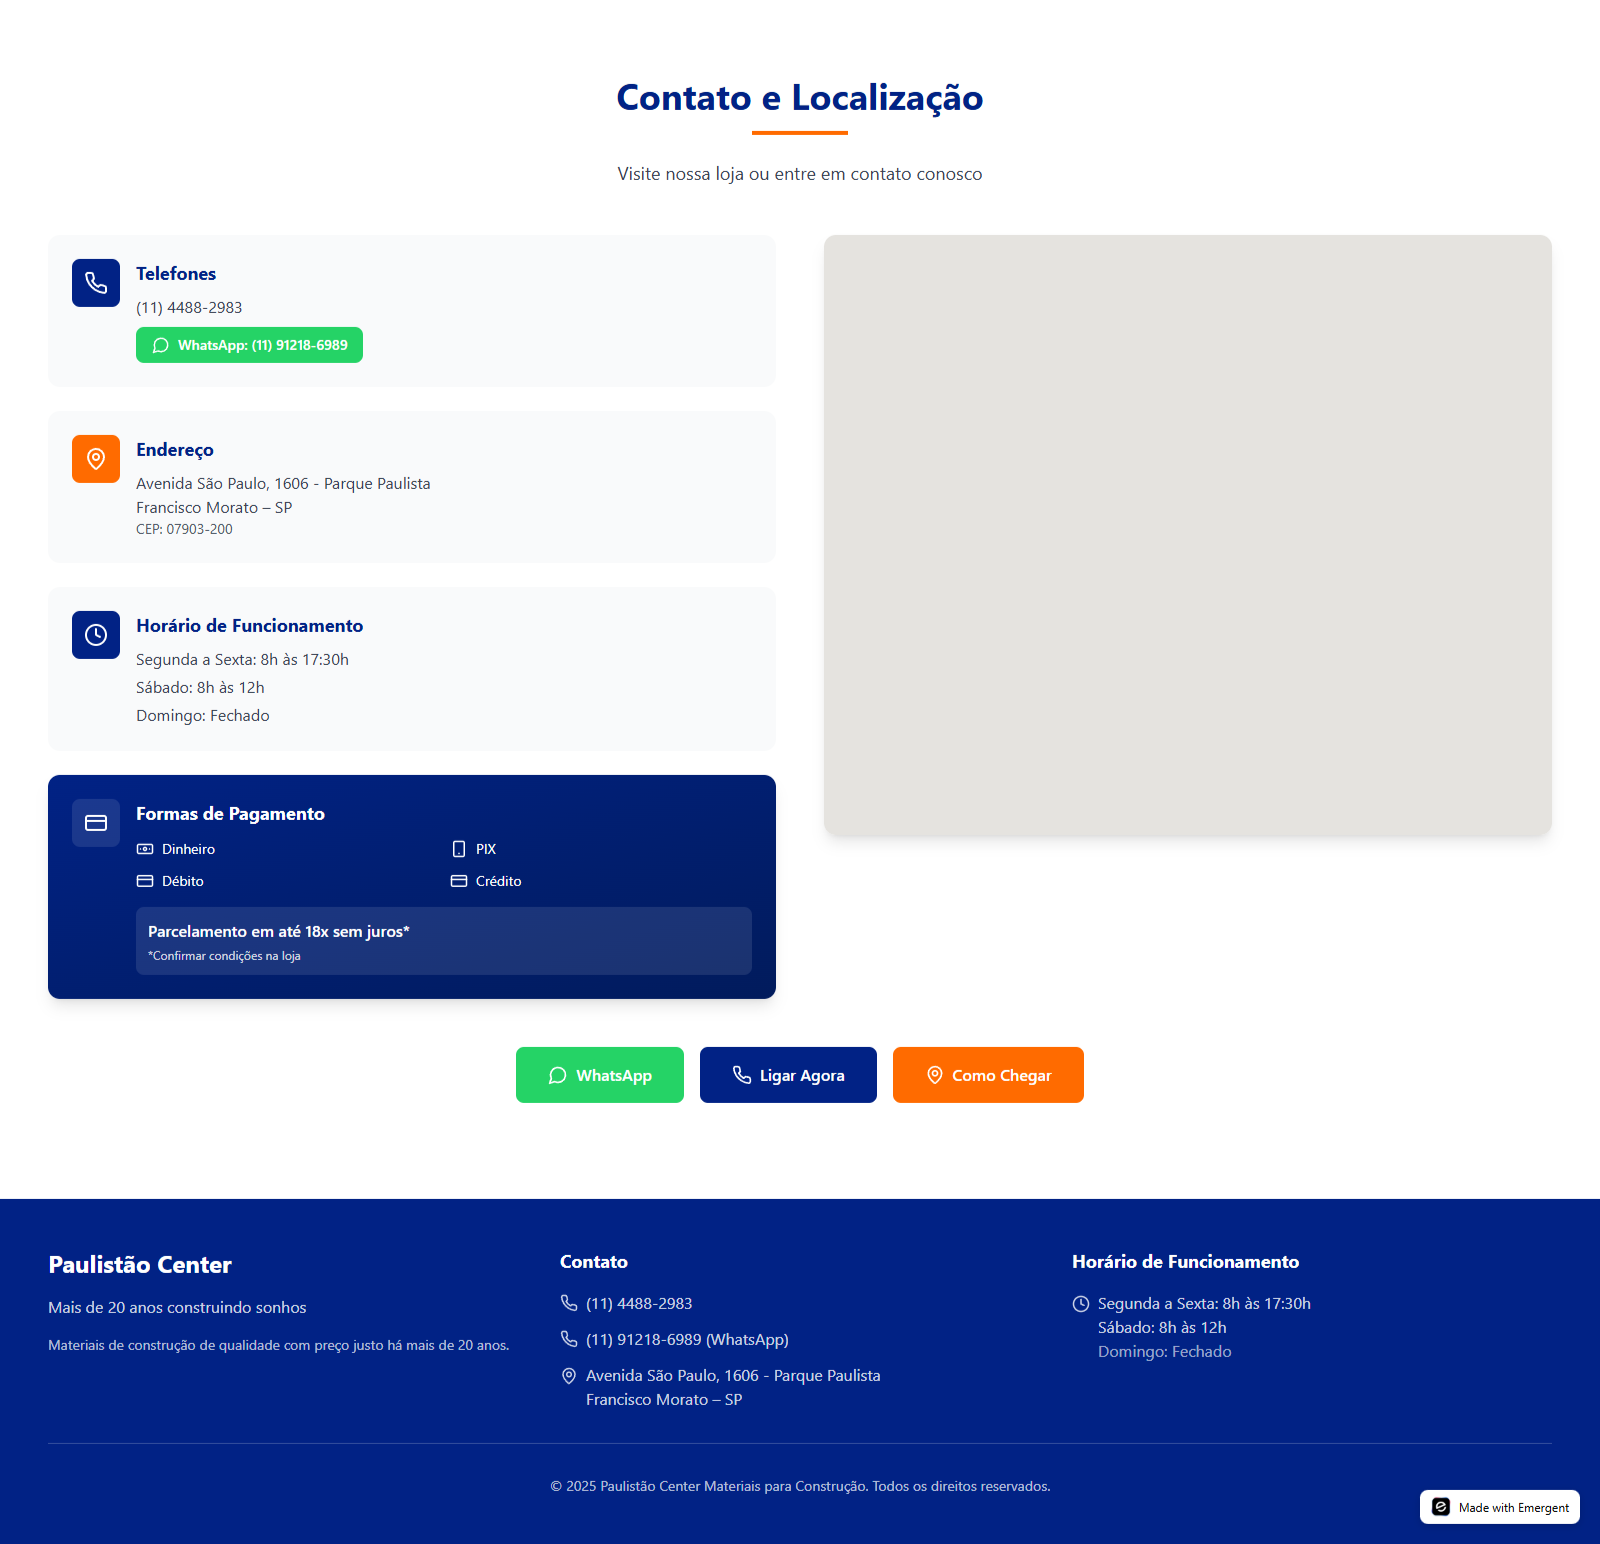 Contato e Localização
Visite nossa loja ou entre em contato conosco
Telefones
(11) 4488-2983
WhatsApp: (11) 91218-6989
Endereço
Avenida São Paulo, 1606 - Parque Paulista
Francisco Morato – SP
CEP: 07903-200
Horário de Funcionamento
Segunda a Sexta: 8h às 17:30h
Sábado: 8h às 12h
Domingo: Fechado
Formas de Pagamento
Dinheiro
PIX
Débito
Crédito
Parcelamento em até 18x sem juros*
*Confirmar condições na loja
WhatsApp
Ligar Agora
Como Chegar
Paulistão Center
Mais de 20 anos construindo sonhos
Materiais de construção de qualidade com preço justo há mais de 20 anos.
Contato
(11) 4488-2983
(11) 91218-6989 (WhatsApp)
Avenida São Paulo, 1606 - Parque Paulista
Francisco Morato – SP
Horário de Funcionamento
Segunda a Sexta: 8h às 17:30h
Sábado: 8h às 12h
Domingo: Fechado
© 2025 Paulistão Center Materiais para Construção. Todos os direitos reservados.
Made with Emergent